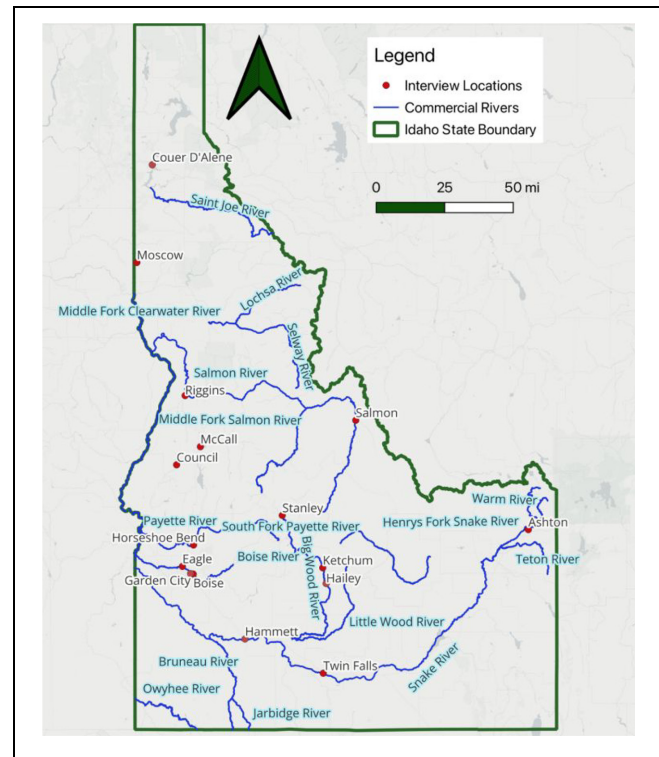 Legend
Interview Locations
Commercial Rivers
Idaho State Boundary
0 25 50 mi
Couer D'Alene
Saint Joe River
Moscow
Lochsa River
Middle Fork Clearwater River
Selway River
Salmon River
Riggins
Middle Fork Salmon River
Salmon
McCall
Council
Warm River
Stanley
Payette River
South Fork Payette River
Henrys Fork Snake River
Ashton
Horseshoe Bend
Big Wood River
Boise River
Eagle
Ketchum
Teton River
Garden City
Boise
Hailey
Little Wood River
Hammett
Snake River
Bruneau River
Twin Falls
Owyhee River
Jarbidge River